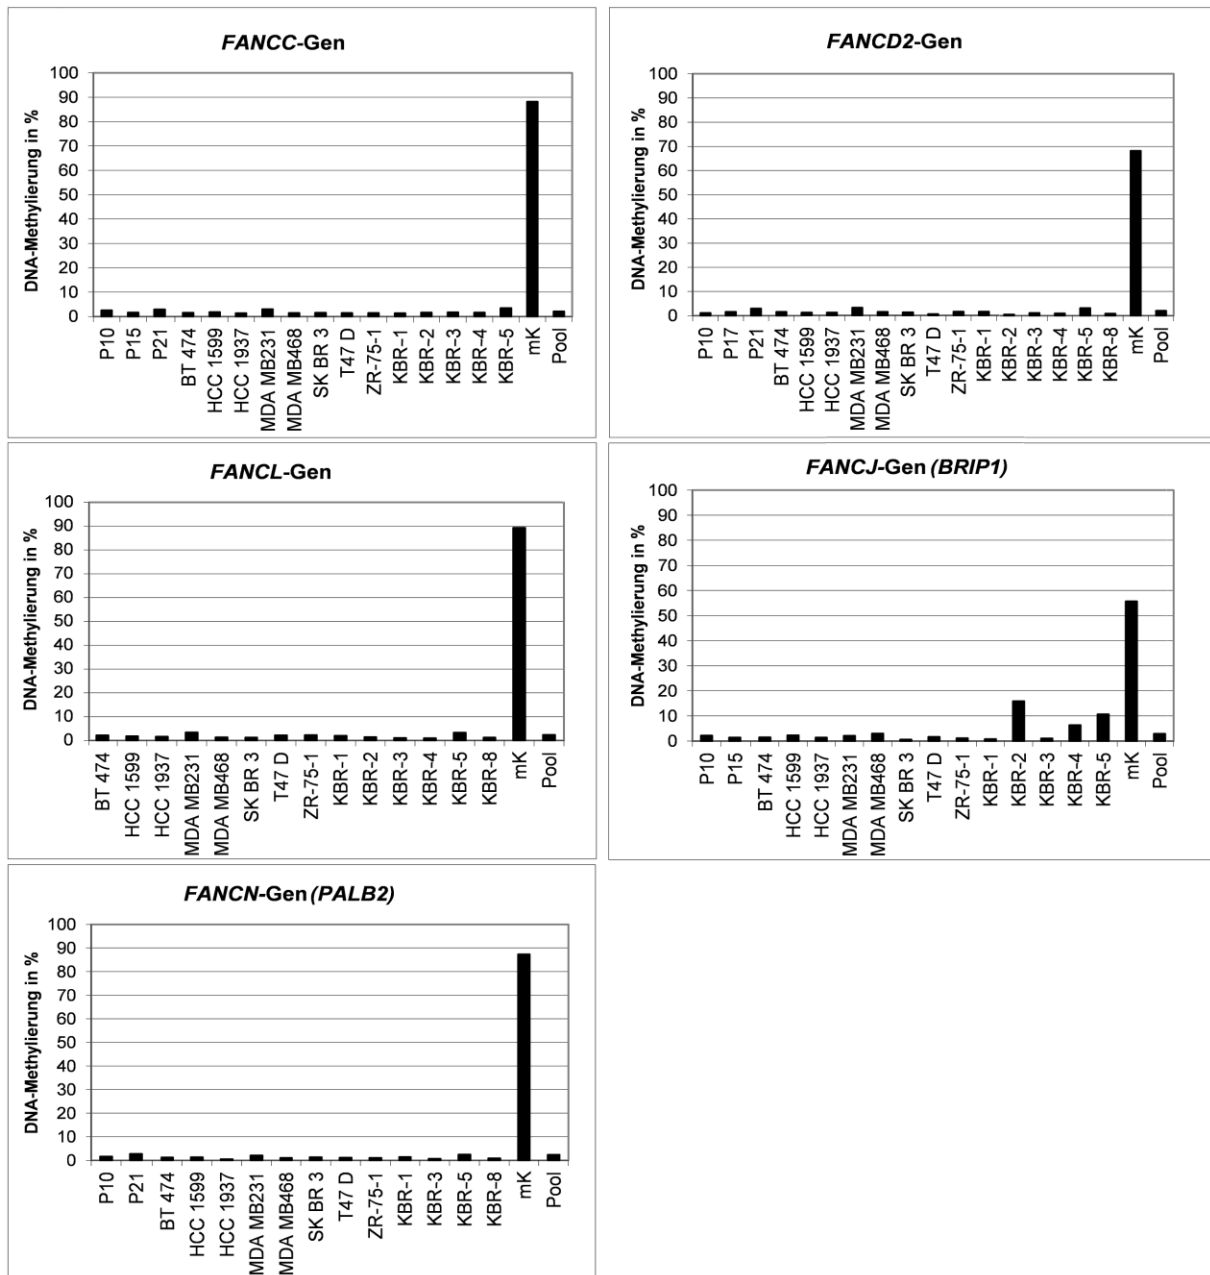 FANCC-Gen
DNA-Methylierung in %
100
90
80
70
60
50
40
30
20
10
0
P10
P15
P21
BT 474
HCC 1599
HCC 1937
MDA MB231
MDA MB468
SK BR 3
T47 D
ZR-75-1
KBR-1
KBR-2
KBR-3
KBR-4
KBR-5
mK
Pool
FANCD2-Gen
DNA-Methylierung in %
100
90
80
70
60
50
40
30
20
10
0
P10
P17
P21
BT 474
HCC 1599
HCC 1937
MDA MB231
MDA MB468
SK BR 3
T47 D
ZR-75-1
KBR-1
KBR-2
KBR-3
KBR-4
KBR-5
KBR-8
mK
Pool
FANCL-Gen
DNA-Methylierung in %
100
90
80
70
60
50
40
30
20
10
0
BT 474
HCC 1599
HCC 1937
MDA MB231
MDA MB468
SK BR 3
T47 D
ZR-75-1
KBR-1
KBR-2
KBR-3
KBR-4
KBR-5
KBR-8
mK
Pool
FANCJ-Gen (BRIP1)
DNA-Methylierung in %
100
90
80
70
60
50
40
30
20
10
0
P10
P15
BT 474
HCC 1599
HCC 1937
MDA MB231
MDA MB468
SK BR 3
T47 D
ZR-75-1
KBR-1
KBR-2
KBR-3
KBR-4
KBR-5
mK
Pool
FANCN-Gen (PALB2)
DNA-Methylierung in %
100
90
80
70
60
50
40
30
20
10
0
P10
P21
BT 474
HCC 1599
HCC 1937
MDA MB231
MDA MB468
SK BR 3
T47 D
ZR-75-1
KBR-1
KBR-3
KBR-5
KBR-8
mK
Pool